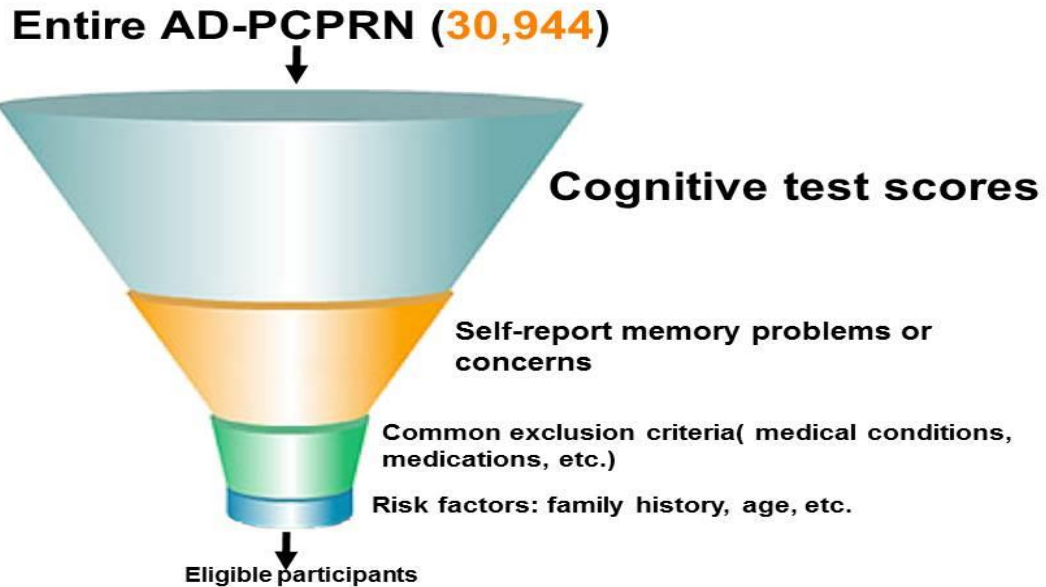 Entire AD-PCPRN (30,944)
Cognitive test scores
Self-report memory problems or
concerns
Common exclusion criteria( medical conditions,
medications, etc.)
Risk factors: family history, age, etc.
Eligible participants